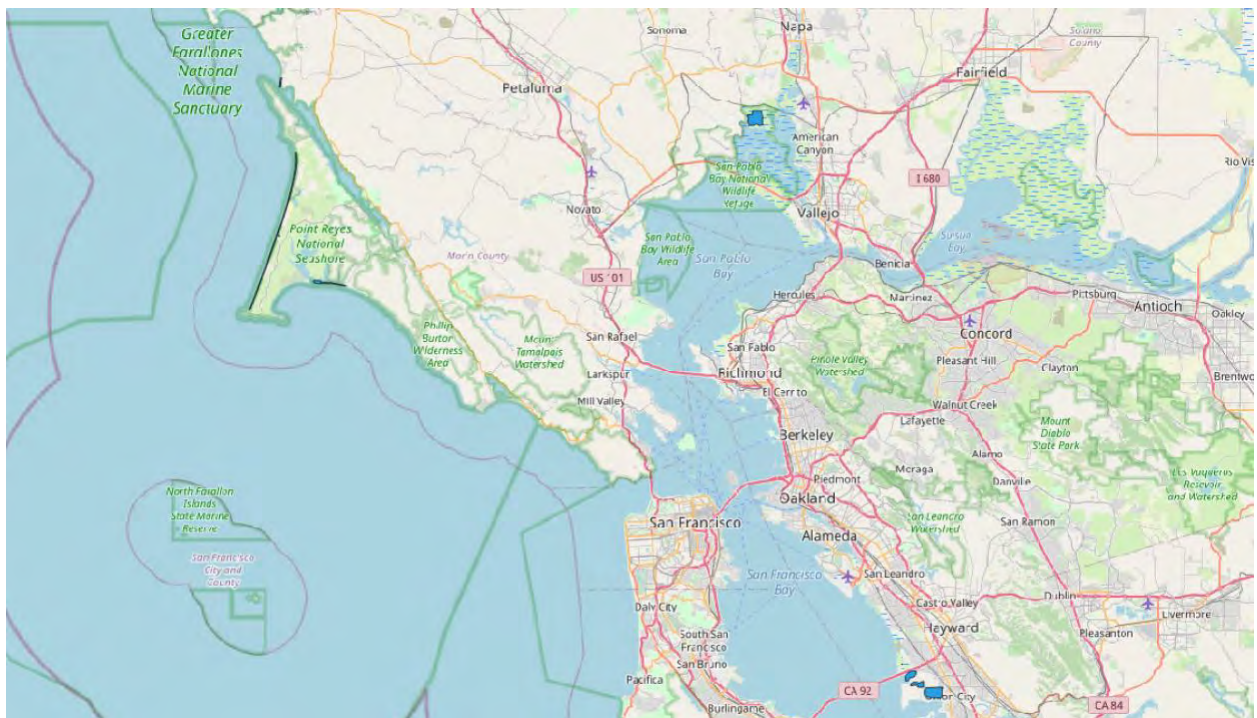 Greater
Farallones
National
Marine
Sanctuary
Sonoma
Napa
Solano
County
Fairfield
Petaluma
American
Canyon
Rio Vis
San Pablo
Bay National
Wildlife
Refuge
I 680
Novato
Vallejo
Point Reyes
National
Seashore
Marin County
San Pablo
Bay Wildlife
Area
San Pablo
Bay
Suisun
Bay
US 101
Benicia
Hercules
Martinez
Pittsburg
Antioch
Oakley
Phillip
Burton
Wilderness
Area
Mount
Tamalpais
Watershed
San Rafael
San Pablo
Concord
Pleasant Hill
Clayton
Brentw
Larkspur
Richmond
Pinole Valley
Watershed
El Cerrito
Mill Valley
Walnut Creek
Lafayette
Berkeley
Mount
Diablo
State Park
Alamo
Moraga
Danville
Los Vaqueros
Resevoir
and Watershed
Piedmont
Oakland
North Farallon
Islands
State Marine
Reserve
San Francisco
San Leandro
Watershed
San Ramon
Alameda
San Francisco
City and
County
San Francisco
Bay
San Leandro
Daly City
Castro Valley
Dublin
Livermore
Hayward
Pleasanton
South San
Francisco
San Bruno
Pacifica
CA 92
Union City
CA 84
Burlingame